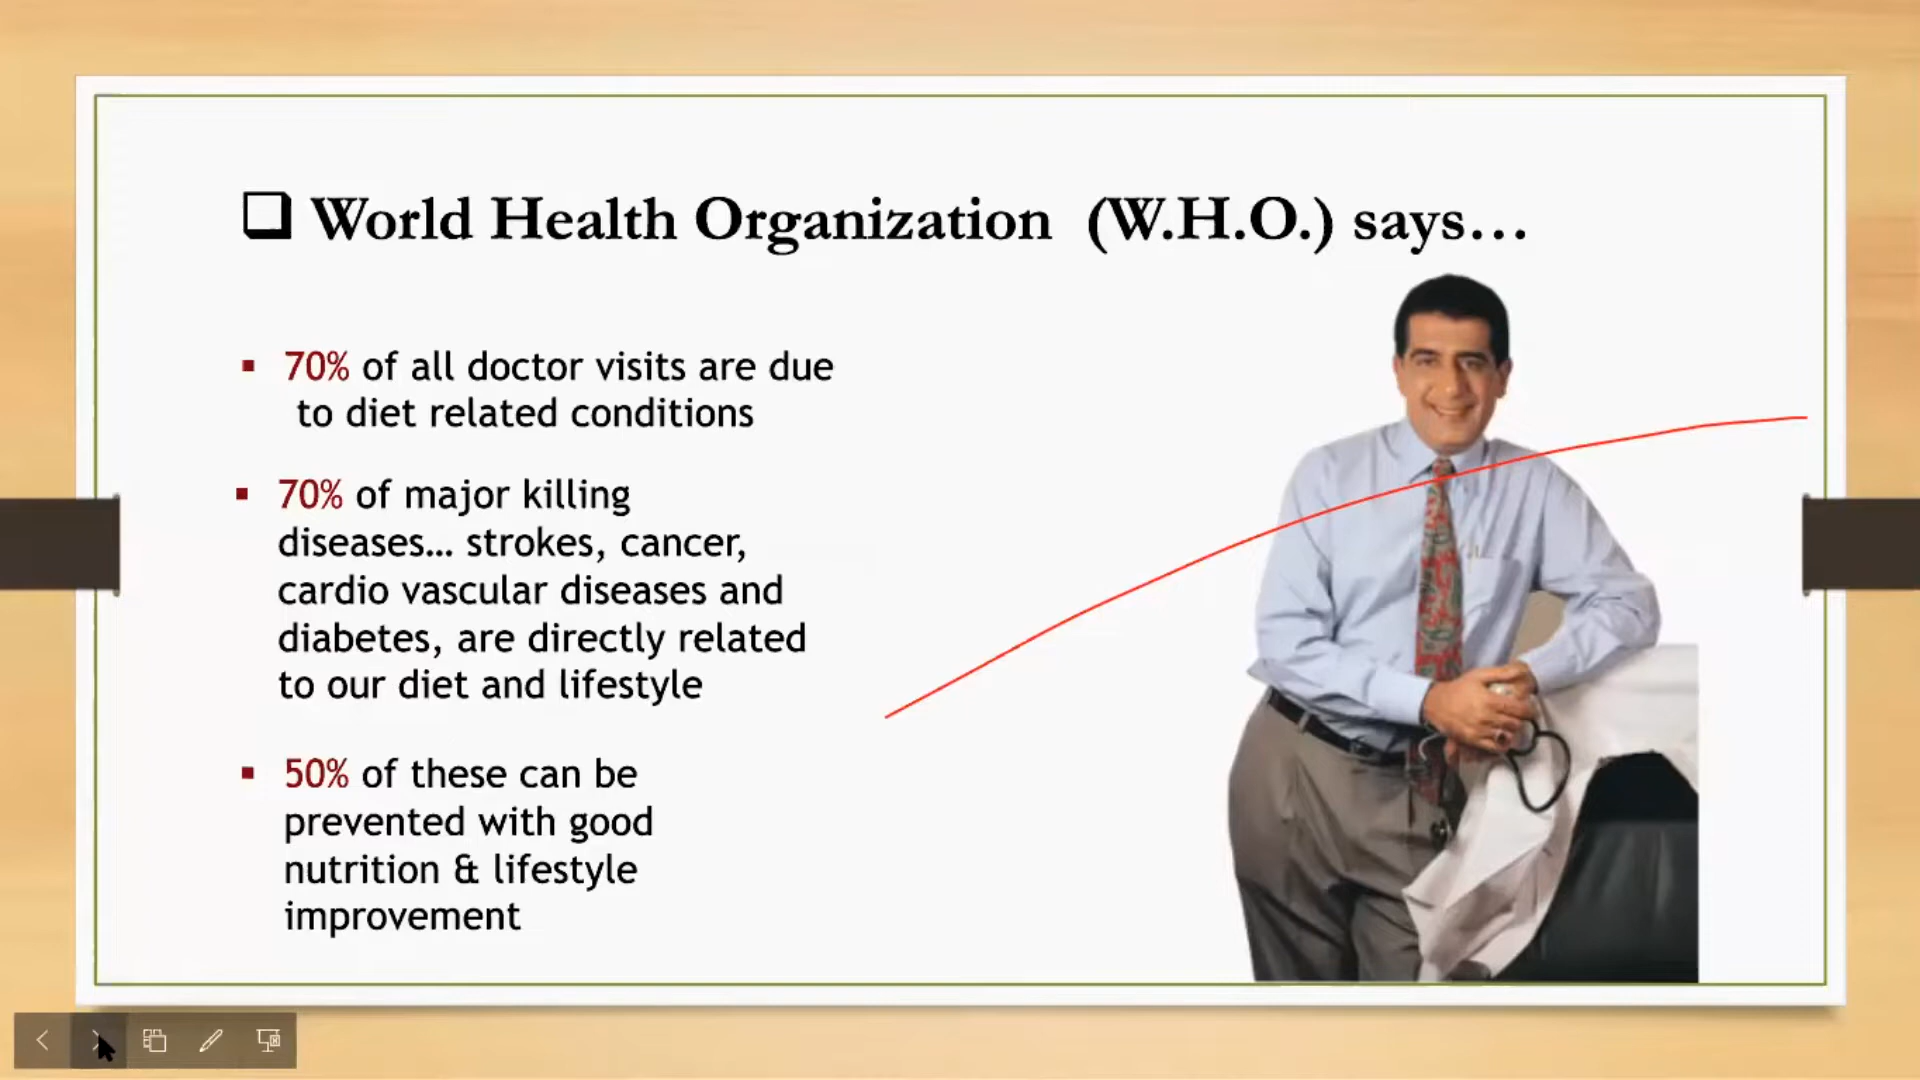 World Health Organization (W.H.O.) says...
70% of all doctor visits are due
to diet related conditions
70% of major killing
diseases... strokes, cancer,
cardio vascular diseases and
diabetes, are directly related
to our diet and lifestyle
50% of these can be
prevented with good
nutrition & lifestyle
improvement